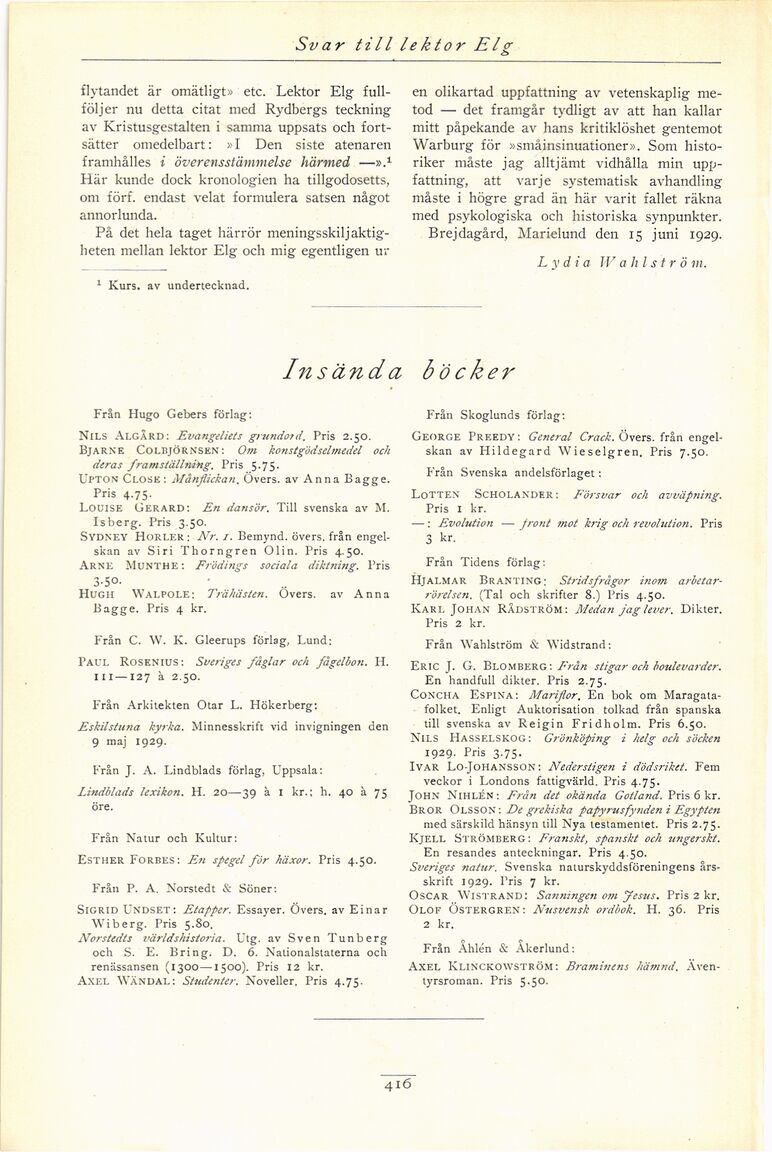 Svar till lektor Elg
flytandet är omätligt» etc. Lektor Elg full-
följer nu detta citat med Rydbergs teckning
av Kristusgestalten i samma uppsats och fort-
sätter omedelbart: »I Den siste atenaren
framhålles i överensstämmelse härmed —».¹
Här kunde dock kronologien ha tillgodosetts,
om förf. endast velat formulera satsen något
annorlunda.
På det hela taget härrör meningsskiljaktig-
heten mellan lektor Elg och mig egentligen ur
¹ Kurs. av undertecknad.
en olikartad uppfattning av vetenskaplig me-
tod — det framgår tydligt av att han kallar
mitt påpekande av hans kritiklöshet gentemot
Warburg för »småinsinuationer». Som histo-
riker måste jag alltjämt vidhålla min upp-
fattning, att varje systematisk avhandling
måste i högre grad än här varit fallet räkna
med psykologiska och historiska synpunkter.
Brejdagård, Marielund den 15 juni 1929.
Lydia Wahlström.
Insända böcker
Från Hugo Gebers förlag:
NILS ALGÅRD: Evangeliets grundord. Pris 2.50.
BJARNE COLBJÖRNSEN: Om konstgödselmedel och
deras framställning. Pris 5.75.
UPTON CLOSE: Månflickan. Övers. av Anna Bagge.
Pris 4.75.
LOUISE GERARD: En dansör. Till svenska av M.
Isberg. Pris 3.50.
SYDNEY HORLER: Nr. 1. Bemynd. övers. från engel-
skan av Siri Thorngren Olin. Pris 4.50.
ARNE MUNTHE: Frödings sociala diktning. Pris
3.50.
HUGH WALPOLE: Trähästen. Övers. av Anna
Bagge. Pris 4 kr.
Från C. W. K. Gleerups förlag, Lund:
PAUL ROSENIUS: Sveriges fåglar och fågelbon. H.
111—127 à 2.50.
Från Arkitekten Otar L. Hökerberg:
Eskilstuna kyrka. Minnesskrift vid invigningen den
9 maj 1929.
Från J. A. Lindblads förlag, Uppsala:
Lindblads lexikon. H. 20—39 à 1 kr.; h. 40 à 75
öre.
Från Natur och Kultur:
ESTHER FORBES: En spegel för häxor. Pris 4.50.
Från P. A. Norstedt & Söner:
SIGRID UNDSET: Etapper. Essayer. Övers. av Einar
Wiberg. Pris 5.80.
Norstedts världshistoria. Utg. av Sven Tunberg
och S. E. Bring. D. 6. Nationalstaterna och
renässansen (1300—1500). Pris 12 kr.
AXEL WÄNDAL: Studenter. Noveller. Pris 4.75.
Från Skoglunds förlag:
GEORGE PREEDY: General Crack. Övers. från engel-
skan av Hildegard Wieselgren. Pris 7.50.
Från Svenska andelsförlaget:
LOTTEN SCHOLANDER: Försvar och avväpning.
Pris 1 kr.
—: Evolution — front mot krig och revolution. Pris
3 kr.
Från Tidens förlag:
HJALMAR BRANTING: Stridsfrågor inom arbetar-
rörelsen. (Tal och skrifter 8.) Pris 4.50.
KARL JOHAN RÅDSTRÖM: Medan jag lever. Dikter.
Pris 2 kr.
Från Wahlström & Widstrand:
ERIC J. G. BLOMBERG: Från stigar och boulevarder.
En handfull dikter. Pris 2.75.
CONCHA ESPINA: Mariflor. En bok om Maragata-
folket. Enligt Auktorisation tolkad från spanska
till svenska av Reigin Fridholm. Pris 6.50.
NILS HASSELSKOG: Grönköping i helg och söcken
1929. Pris 3.75.
IVAR LO-JOHANSSON: Nederstigen i dödsriket. Fem
veckor i Londons fattigvärld. Pris 4.75.
JOHN NIHLÉN: Från det okända Gotland. Pris 6 kr.
BROR OLSSON: De grekiska papyrusfynden i Egypten
med särskild hänsyn till Nya testamentet. Pris 2.75.
KJELL STRÖMBERG: Franskt, spanskt och ungerskt.
En resandes anteckningar. Pris 4.50.
Sveriges natur. Svenska naturskyddsföreningens års-
skrift 1929. Pris 7 kr.
OSCAR WISTRAND: Sanningen om Jesus. Pris 2 kr.
OLOF ÖSTERGREN: Nusvensk ordbok. H. 36. Pris
2 kr.
Från Åhlén & Åkerlund:
AXEL KLINCKOWSTRÖM: Braminens hämnd. Även-
tyrsroman. Pris 5.50.
416